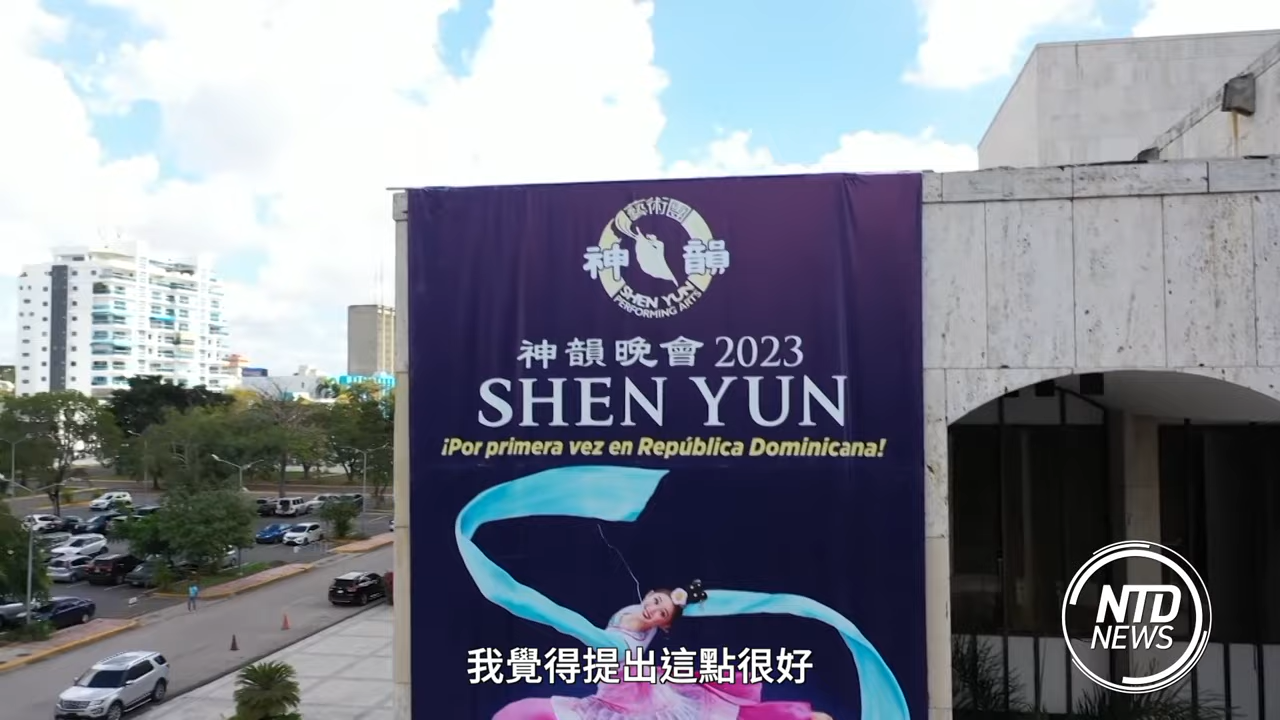 藝術團
神 韻
SHEN YUN
PERFORMING ARTS
神韻晚會 2023
SHEN YUN
¡Por primera vez en República Dominicana!
我覺得提出這點很好
NTD
NEWS